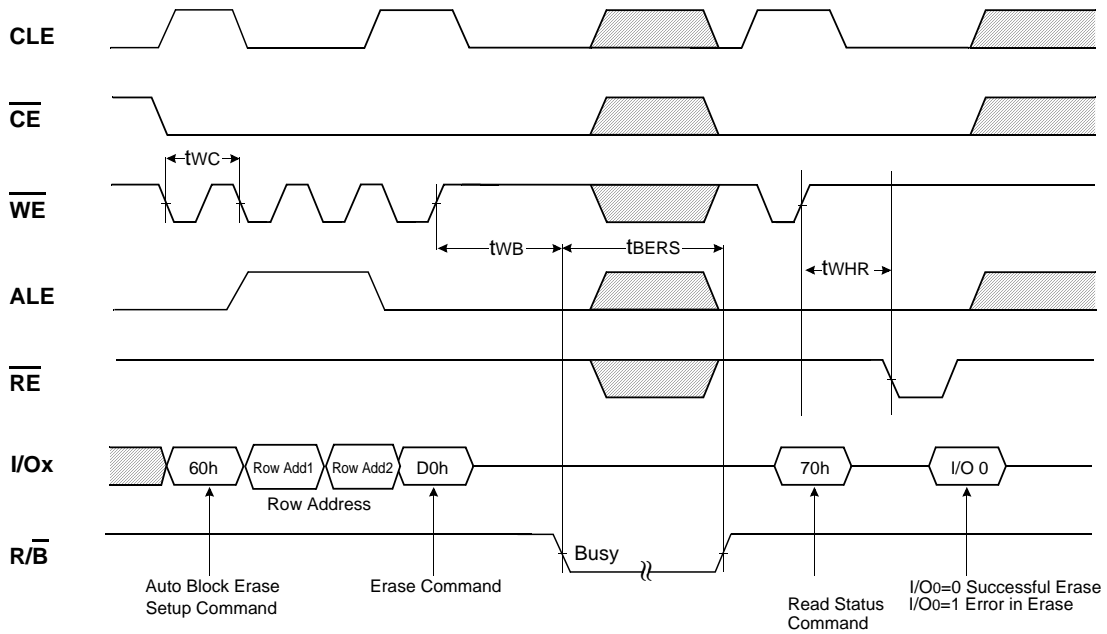 CLE
CE
tWC
WE
tWB
tBERS
tWHR
ALE
RE
I/Ox
60h
Row Add1
Row Add2
D0h
70h
I/O 0
Row Address
R/B
Busy
Auto Block Erase
Setup Command
Erase Command
Read Status
Command
I/O0=0 Successful Erase
I/O0=1 Error in Erase